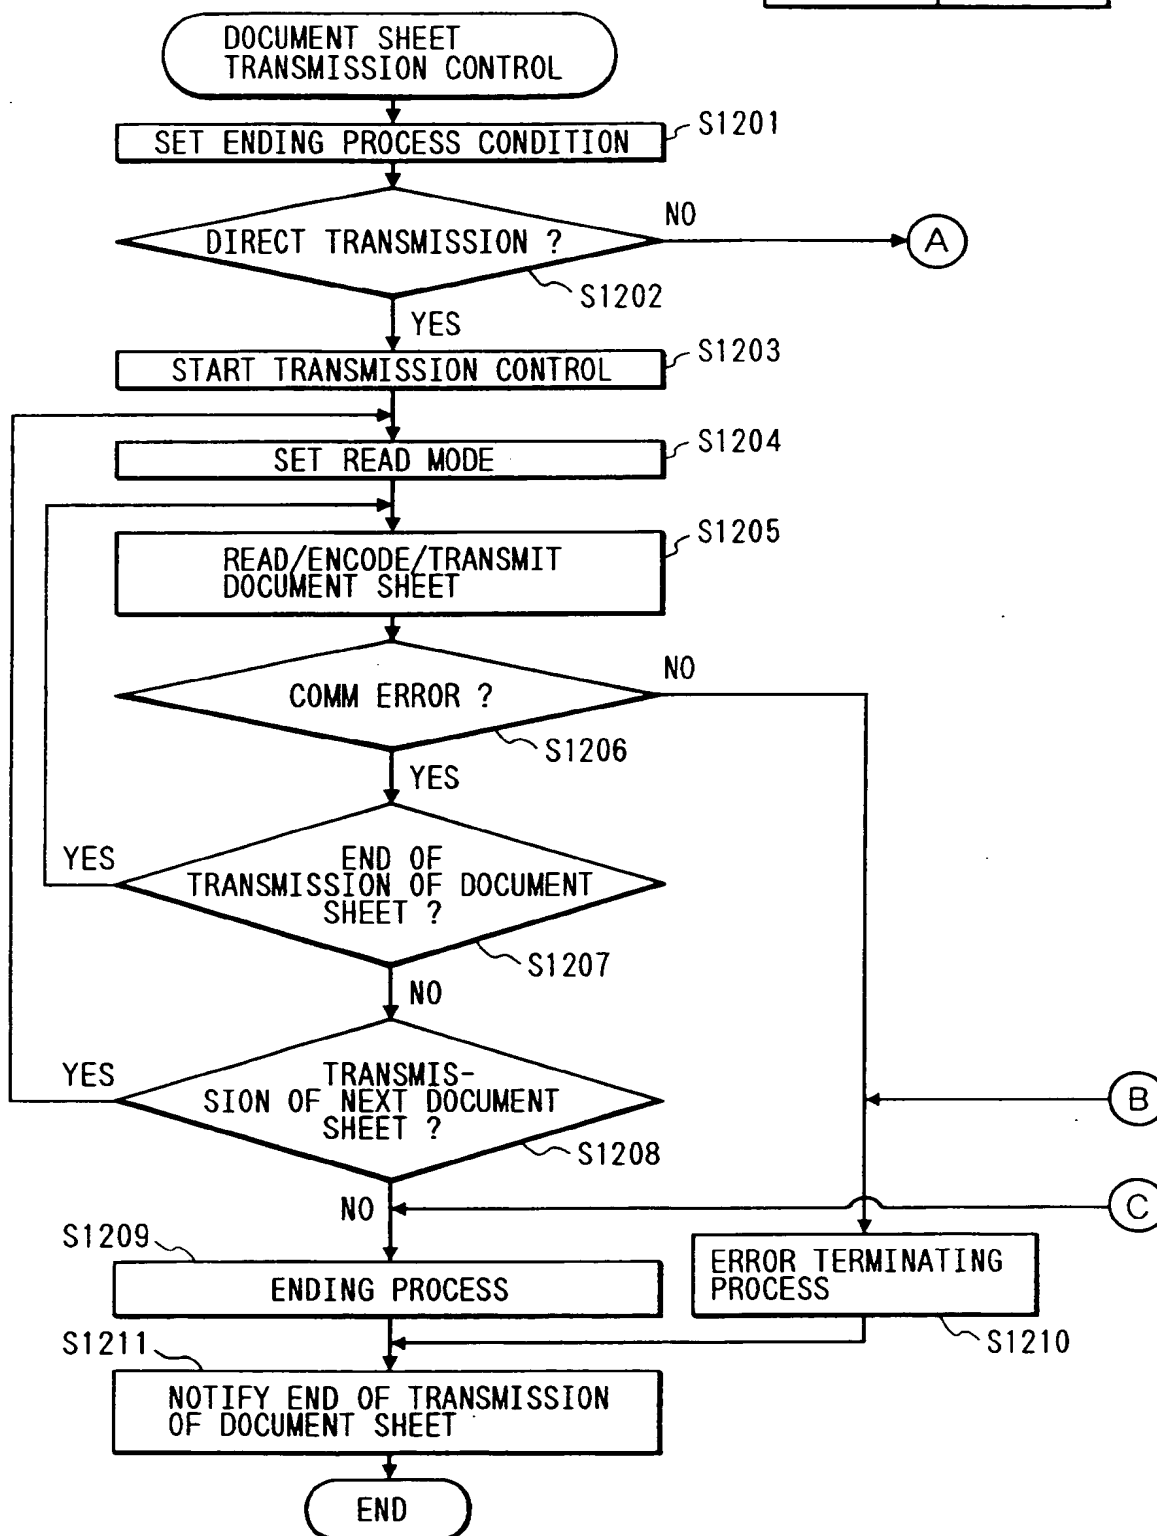 DOCUMENT SHEET
TRANSMISSION CONTROL
S1201
SET ENDING PROCESS CONDITION
NO
DIRECT TRANSMISSION ?
A
S1202
YES
S1203
START TRANSMISSION CONTROL
S1204
SET READ MODE
S1205
READ/ENCODE/TRANSMIT
DOCUMENT SHEET
NO
COMM ERROR ?
S1206
YES
YES
END OF
TRANSMISSION OF DOCUMENT
SHEET ?
S1207
NO
YES
TRANSMIS-
SION OF NEXT DOCUMENT
SHEET ?
B
S1208
NO
C
S1209
ENDING PROCESS
ERROR TERMINATING
PROCESS
S1210
S1211
NOTIFY END OF TRANSMISSION
OF DOCUMENT SHEET
END